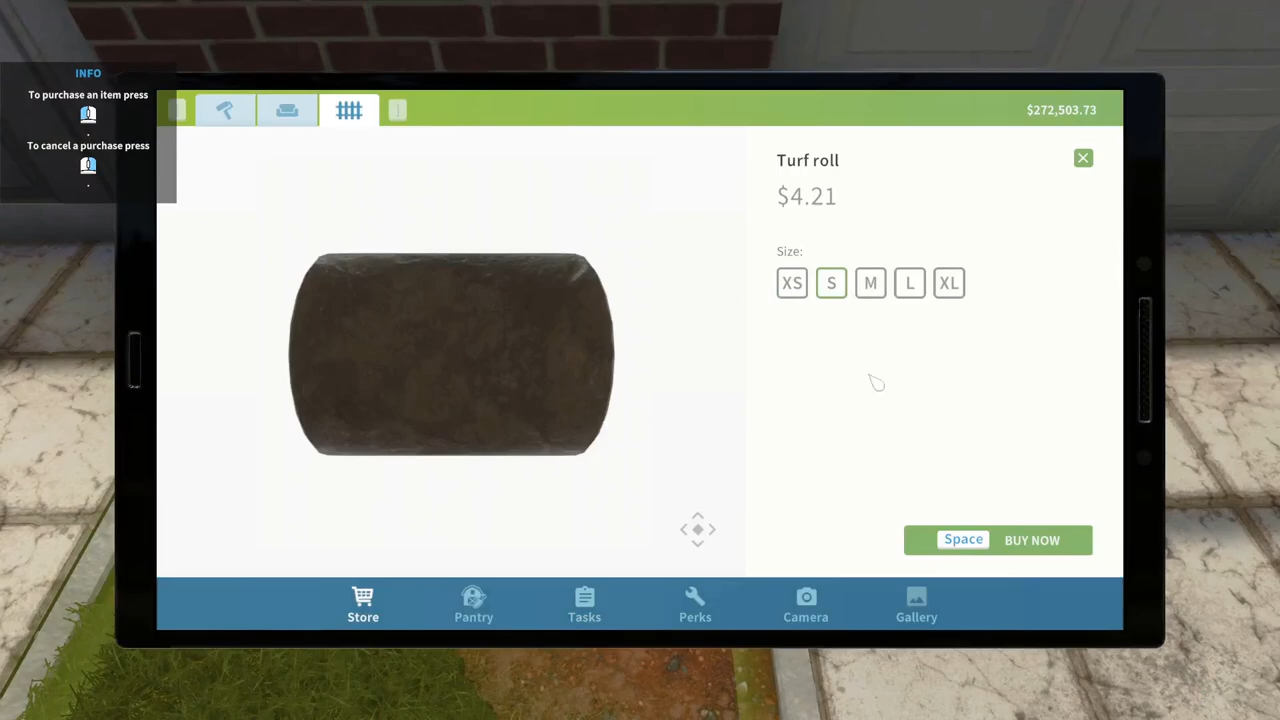 INFO
To purchase an item press
.
To cancel a purchase press
.
$272,503.73
Turf roll
$4.21
Size:
XS S M L XL
Space BUY NOW
Store Pantry Tasks Perks Camera Gallery